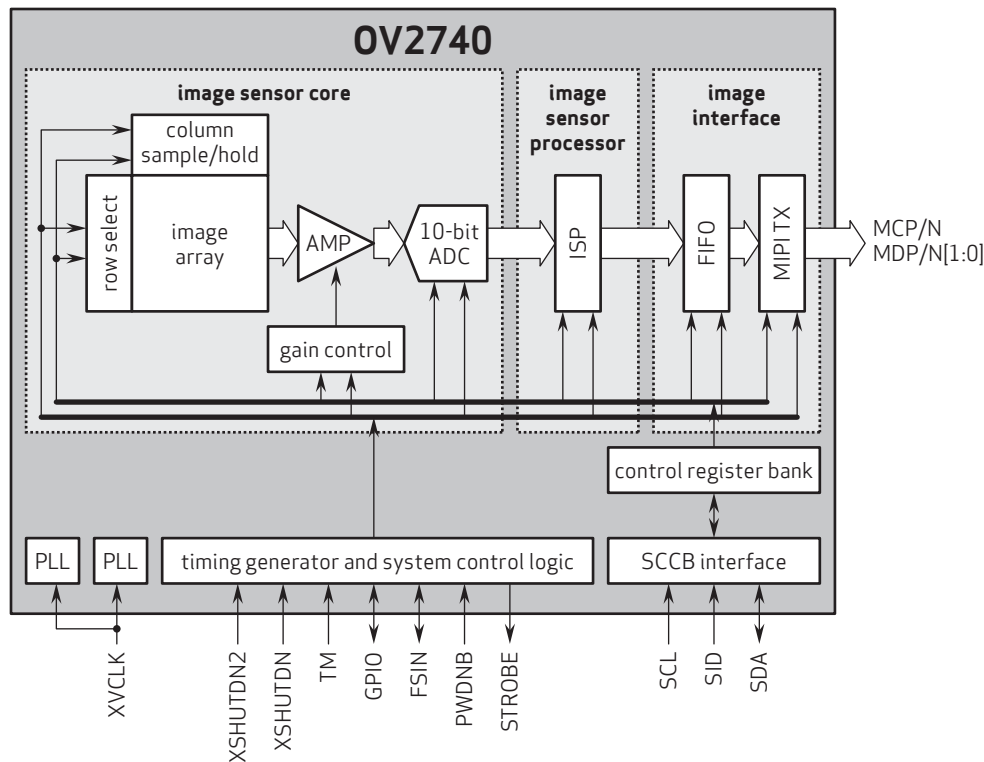 OV2740
image sensor core
image
sensor
processor
image
interface
column
sample/hold
row select
image
array
AMP
10-bit
ADC
ISP
FIFO
MIPI TX
MCP/N
MDP/N[1:0]
gain control
control register bank
PLL
PLL
timing generator and system control logic
SCCB interface
XVCLK
XSHUTDN2
XSHUTDN
TM
GPIO
FSIN
PWDNB
STROBE
SCL
SID
SDA